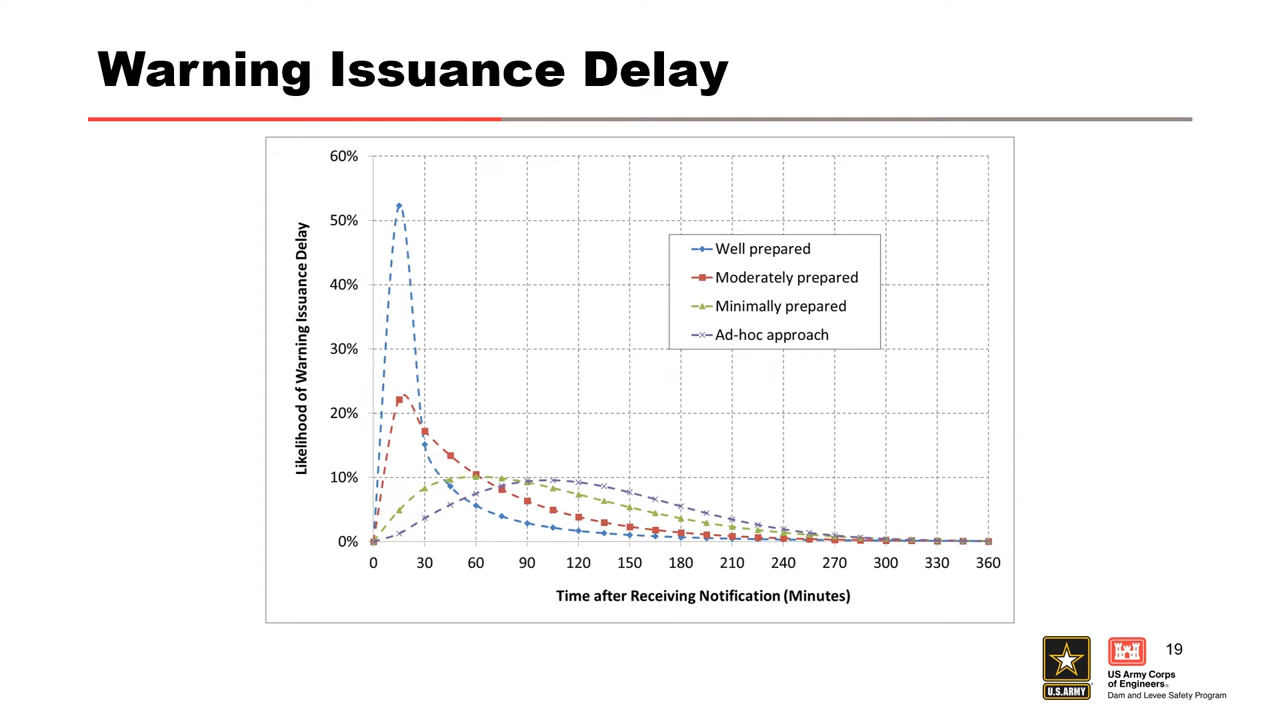 Warning Issuance Delay
60%
50%
40%
30%
20%
10%
0%
Likelihood of Warning Issuance Delay
Well prepared
Moderately prepared
Minimally prepared
Ad-hoc approach
0 30 60 90 120 150 180 210 240 270 300 330 360
Time after Receiving Notification (Minutes)
19
U.S.ARMY
US Army Corps
of Engineers®
Dam and Levee Safety Program